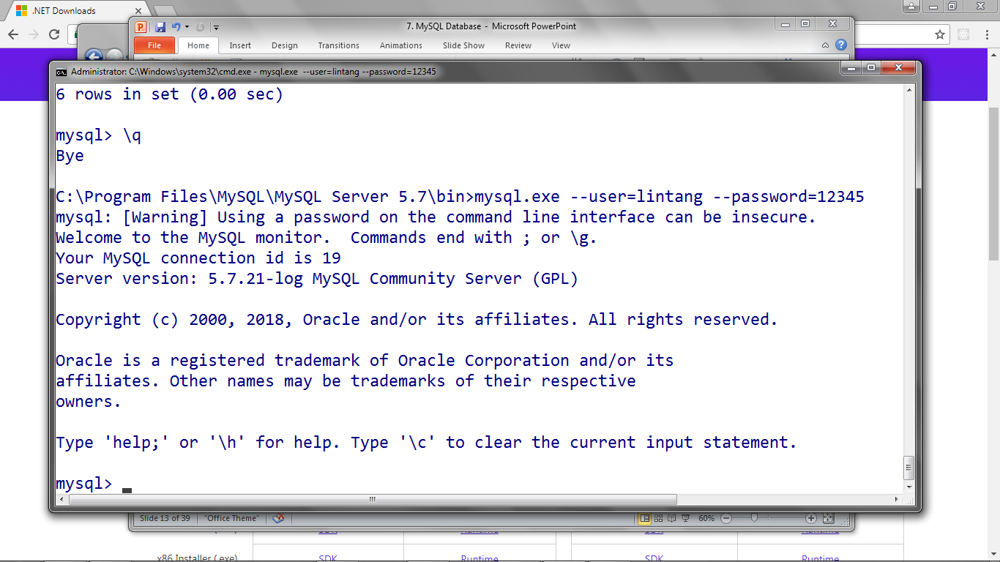 .NET Downloads
7. MySQL Database - Microsoft PowerPoint
File Home Insert Design Transitions Animations Slide Show Review View
Administrator: C:\Windows\system32\cmd.exe - mysql.exe --user=lintang --password=12345
6 rows in set (0.00 sec)
mysql> \q
Bye
C:\Program Files\MySQL\MySQL Server 5.7\bin>mysql.exe --user=lintang --password=12345
mysql: [Warning] Using a password on the command line interface can be insecure.
Welcome to the MySQL monitor.  Commands end with ; or \g.
Your MySQL connection id is 19
Server version: 5.7.21-log MySQL Community Server (GPL)
Copyright (c) 2000, 2018, Oracle and/or its affiliates. All rights reserved.
Oracle is a registered trademark of Oracle Corporation and/or its
affiliates. Other names may be trademarks of their respective
owners.
Type 'help;' or '\h' for help. Type '\c' to clear the current input statement.
mysql>
Slide 13 of 39 "Office Theme" 60%
x86 Installer (.exe) SDK Runtime SDK Runtime